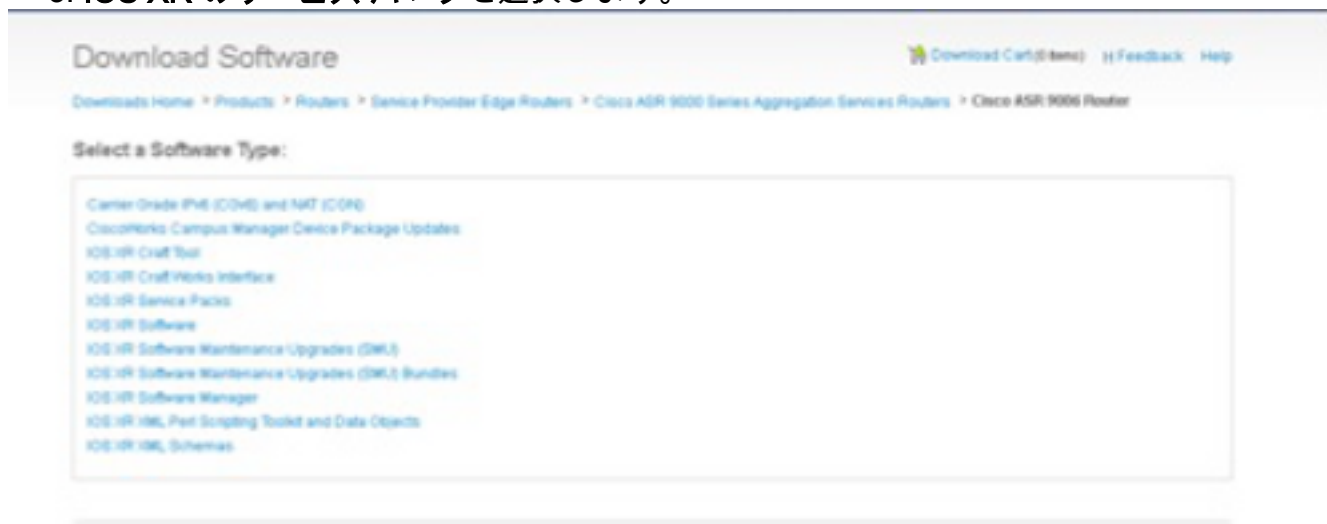 Download Software
Download Cart (0 items) Feedback Help
Downloads Home > Products > Routers > Service Provider Edge Routers > Cisco ASR 9000 Series Aggregation Services Routers > Cisco ASR 9006 Router
Select a Software Type:
Carrier Grade IPv6 (CGv6) and NAT (CGN)
CiscoWorks Campus Manager Device Package Updates
IOS XR Craft Tool
IOS XR Craft Works Interface
IOS XR Service Packs
IOS XR Software
IOS XR Software Maintenance Upgrades (SMU)
IOS XR Software Maintenance Upgrades (SMU) Bundles
IOS XR Software Manager
IOS XR XML Perl Scripting Toolkit and Data Objects
IOS XR XML Schemas